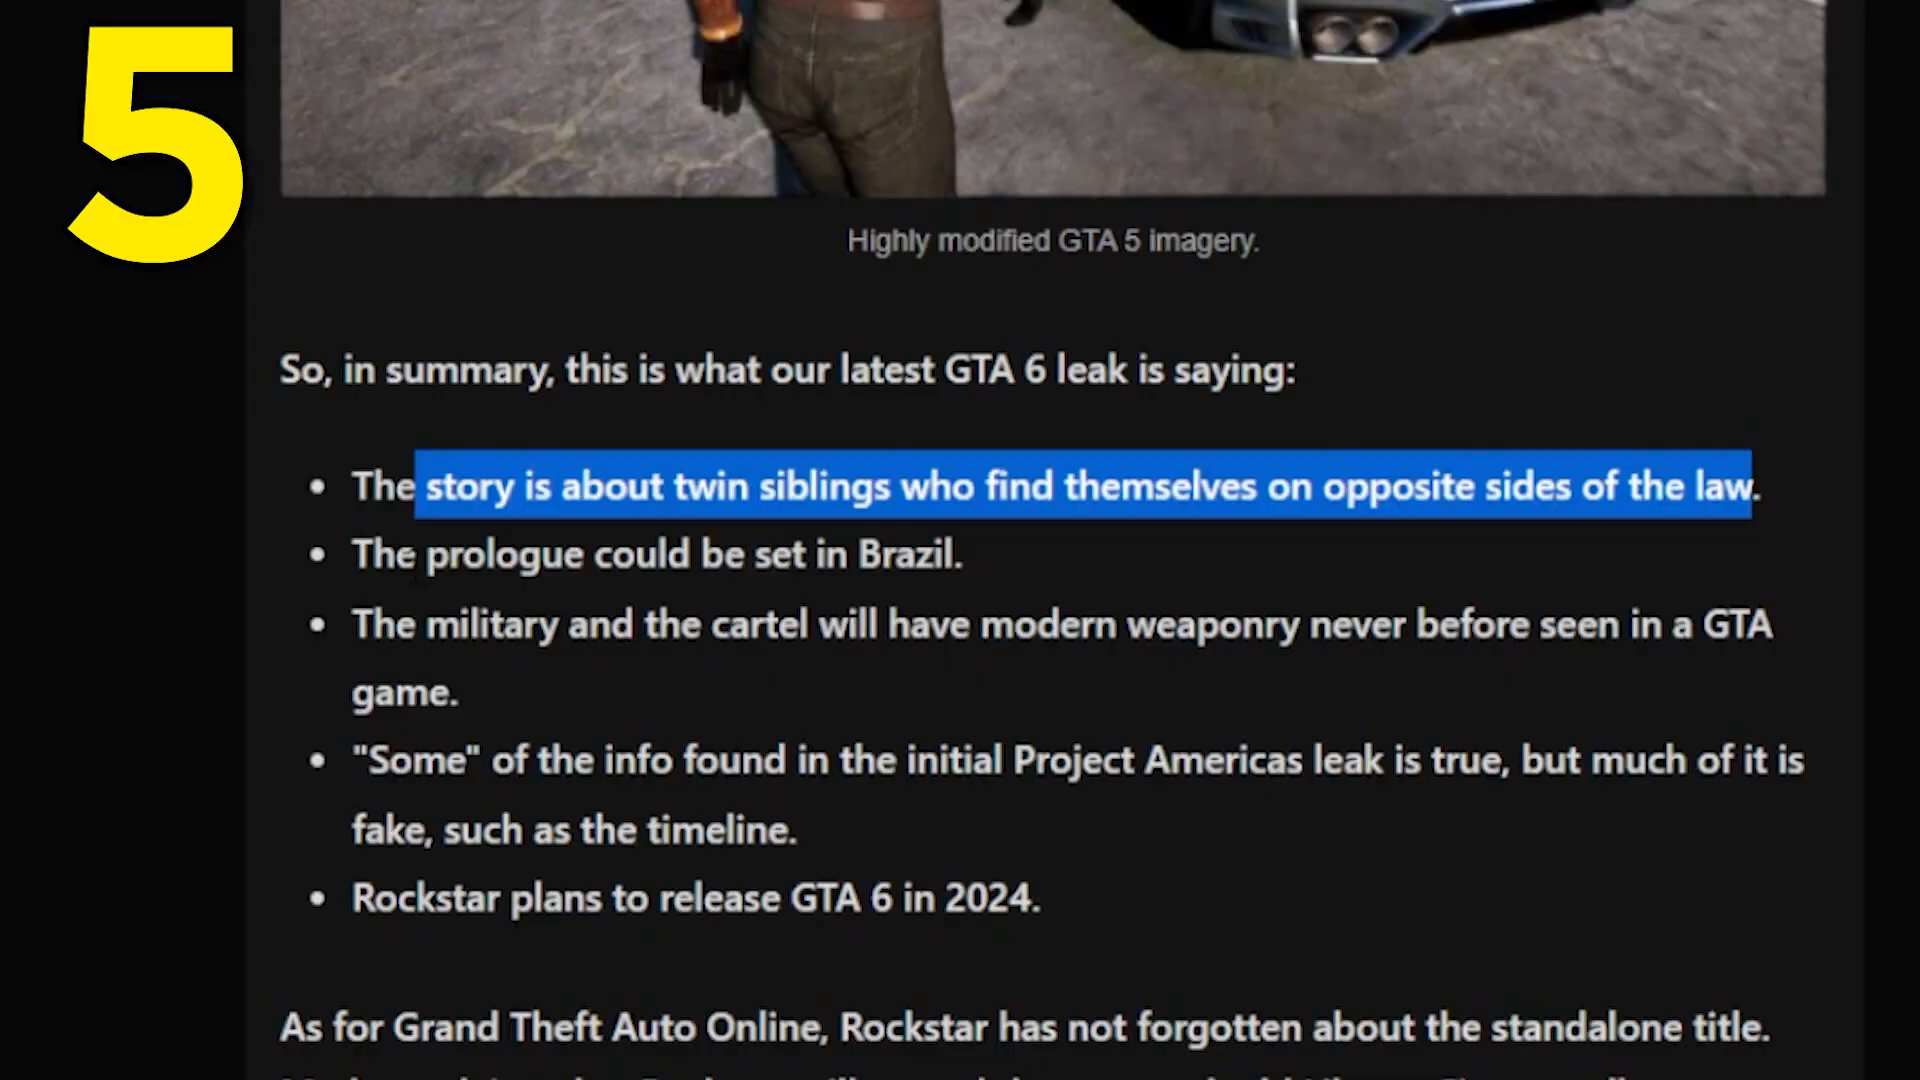 5
Highly modified GTA 5 imagery.
So, in summary, this is what our latest GTA 6 leak is saying:
• The story is about twin siblings who find themselves on opposite sides of the law.
• The prologue could be set in Brazil.
• The military and the cartel will have modern weaponry never before seen in a GTA
game.
• "Some" of the info found in the initial Project Americas leak is true, but much of it is
fake, such as the timeline.
• Rockstar plans to release GTA 6 in 2024.
As for Grand Theft Auto Online, Rockstar has not forgotten about the standalone title.